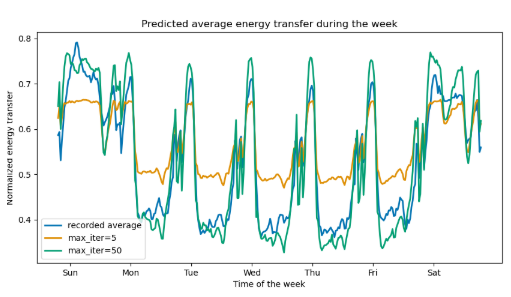 Predicted average energy transfer during the week
Normalized energy transfer
0.8
0.7
0.6
0.5
0.4
recorded average
max_iter=5
max_iter=50
Sun Mon Tue Wed Thu Fri Sat
Time of the week